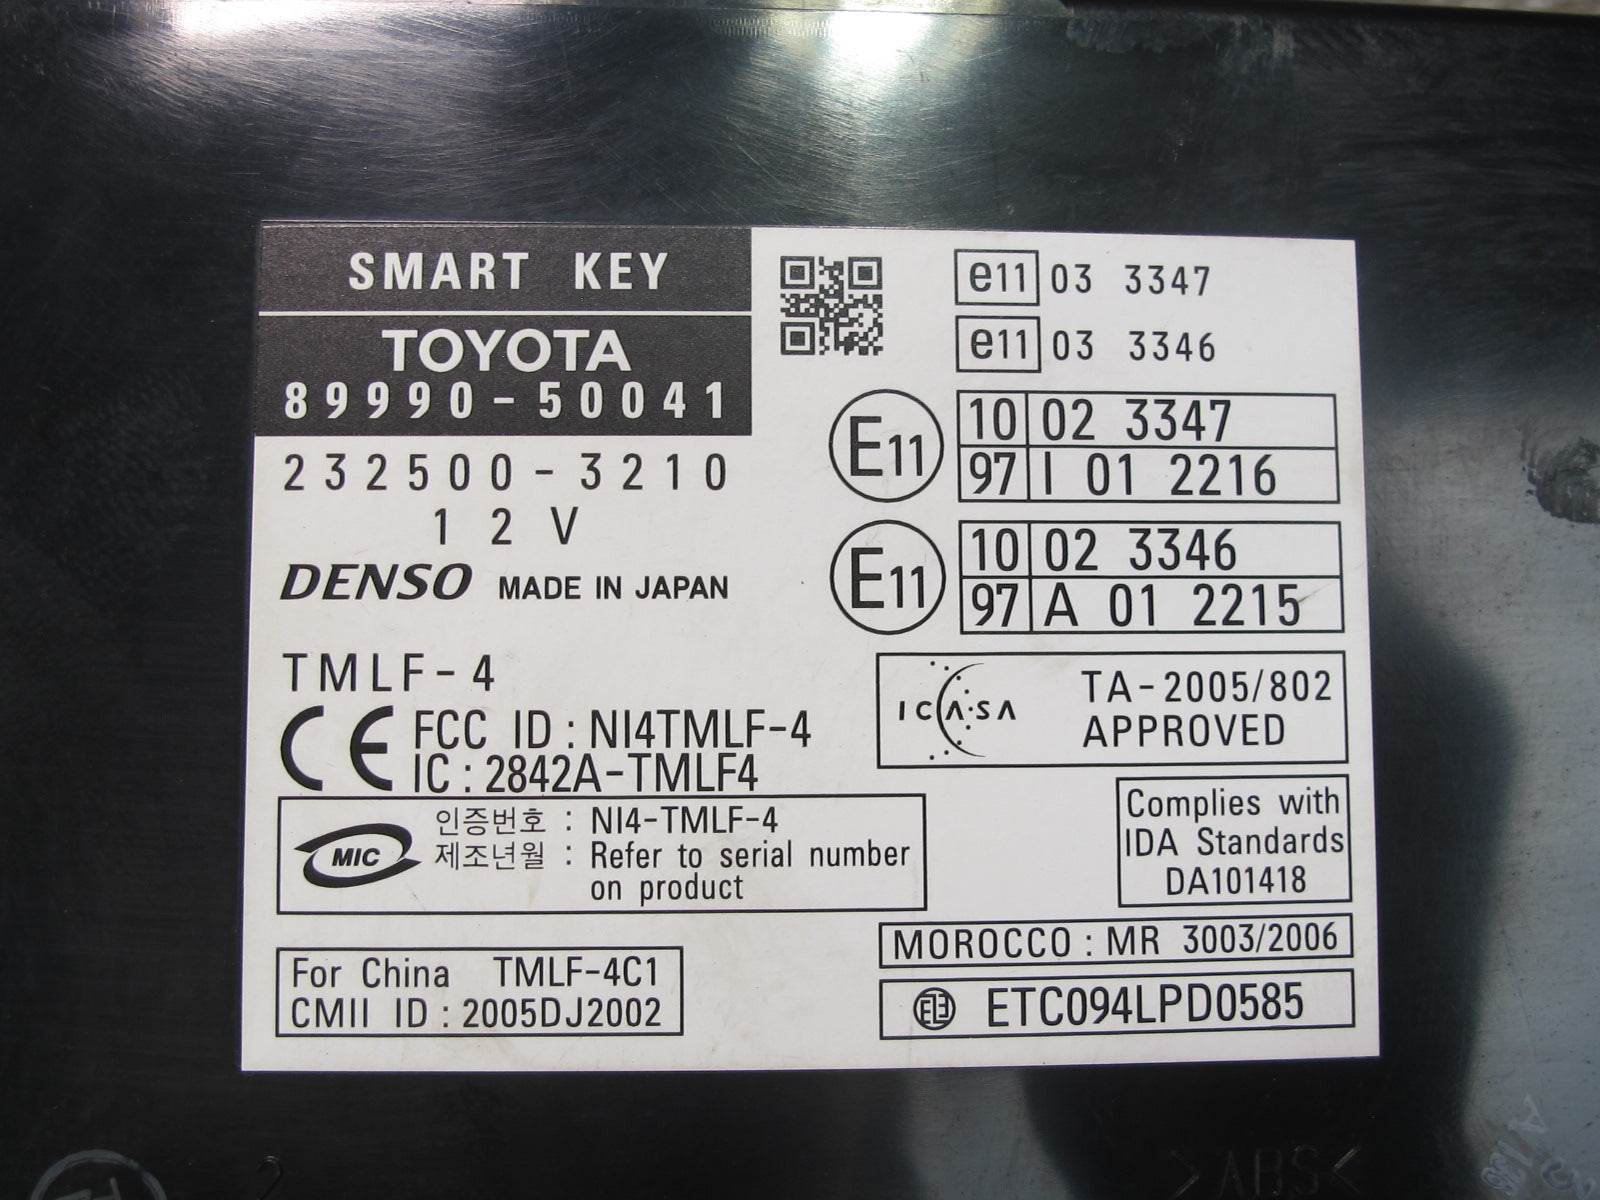 SMART KEY
TOYOTA
89990-50041
232500-3210
12V
DENSO MADE IN JAPAN
TMLF-4
CE FCC ID : NI4TMLF-4
IC : 2842A-TMLF4
MIC 인증번호 : NI4-TMLF-4
제조년월 : Refer to serial number
on product
For China TMLF-4C1
CMII ID : 2005DJ2002
e11 03 3347
e11 03 3346
E11 10 02 3347
97 I 01 2216
E11 10 02 3346
97 A 01 2215
ICASA TA-2005/802
APPROVED
Complies with
IDA Standards
DA101418
MOROCCO : MR 3003/2006
ETC094LPD0585
>ABS<